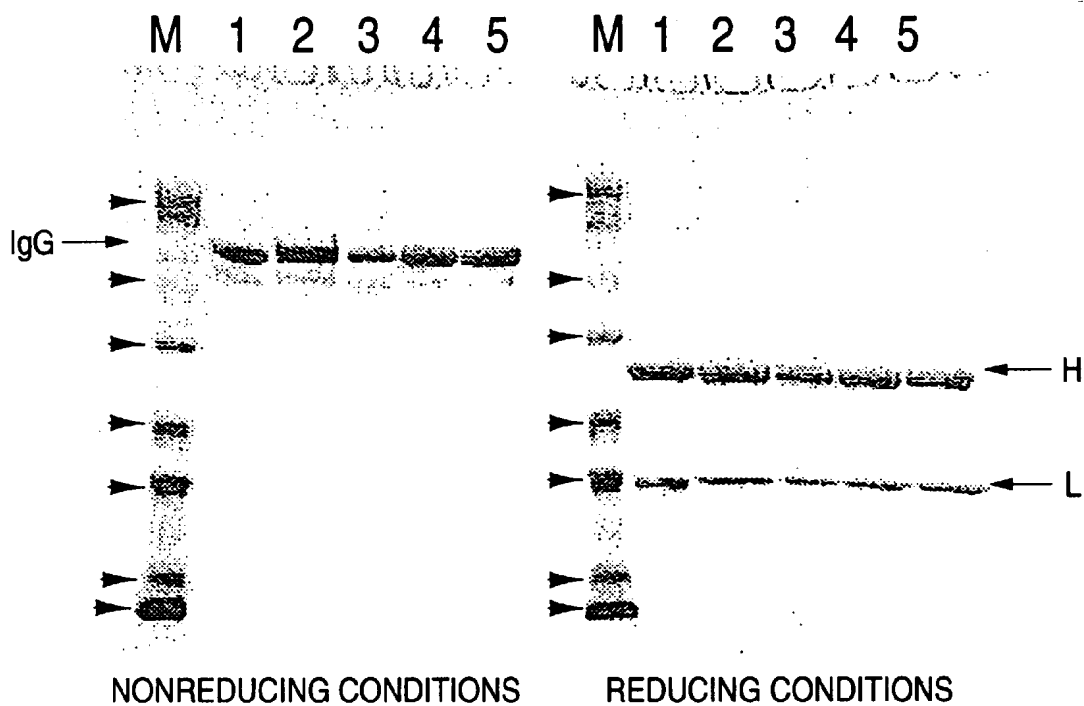 M 1 2 3 4 5
M 1 2 3 4 5
IgG
H
L
NONREDUCING CONDITIONS
REDUCING CONDITIONS